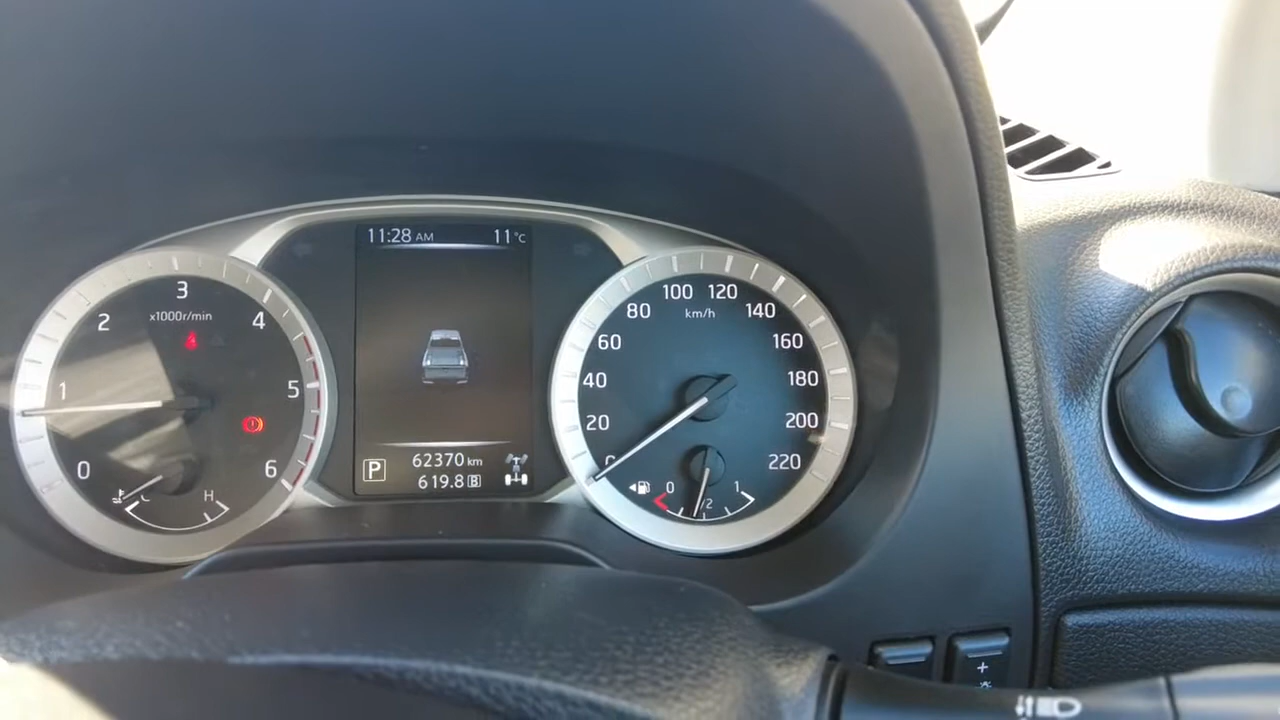 11:28 AM 11°C
3
2 4
x1000r/min
1 5
0 6
C H
P 62370 km
619.8 B
100 120
80 140
km/h
60 160
40 180
20 200
0 220
0 1/2 1
+